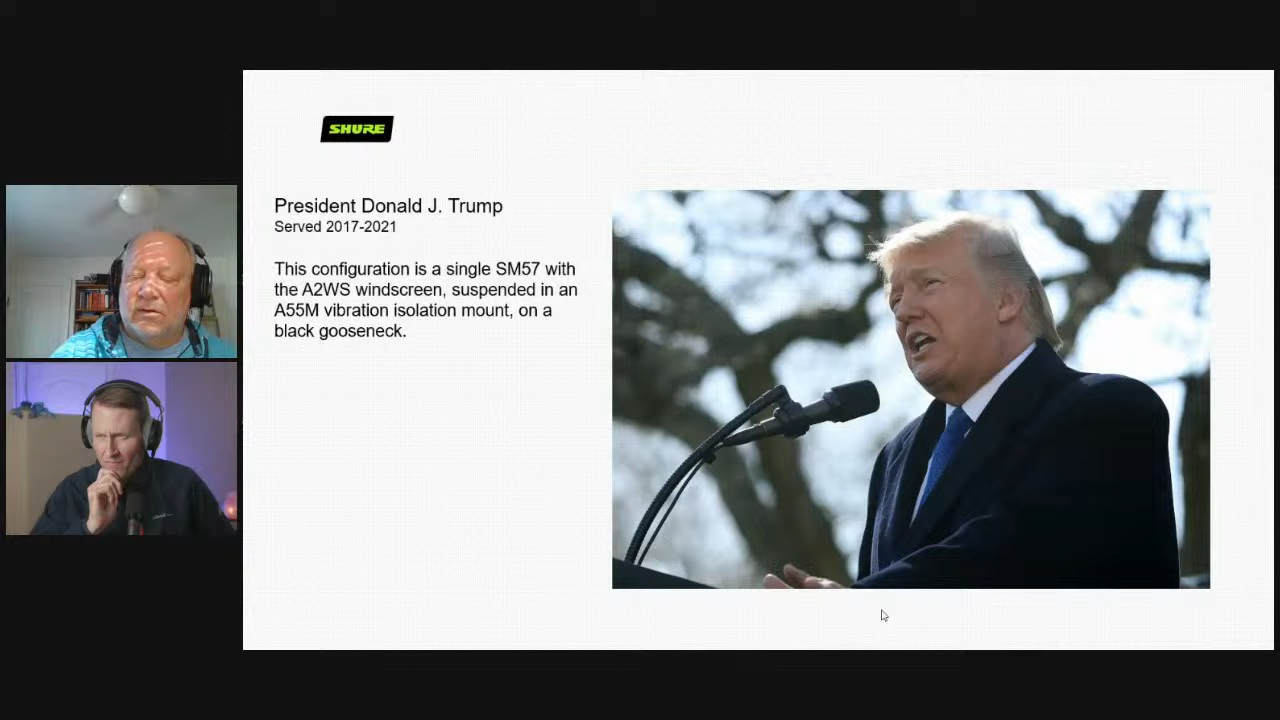 SHURE
President Donald J. Trump
Served 2017-2021
This configuration is a single SM57 with
the A2WS windscreen, suspended in an
A55M vibration isolation mount, on a
black gooseneck.